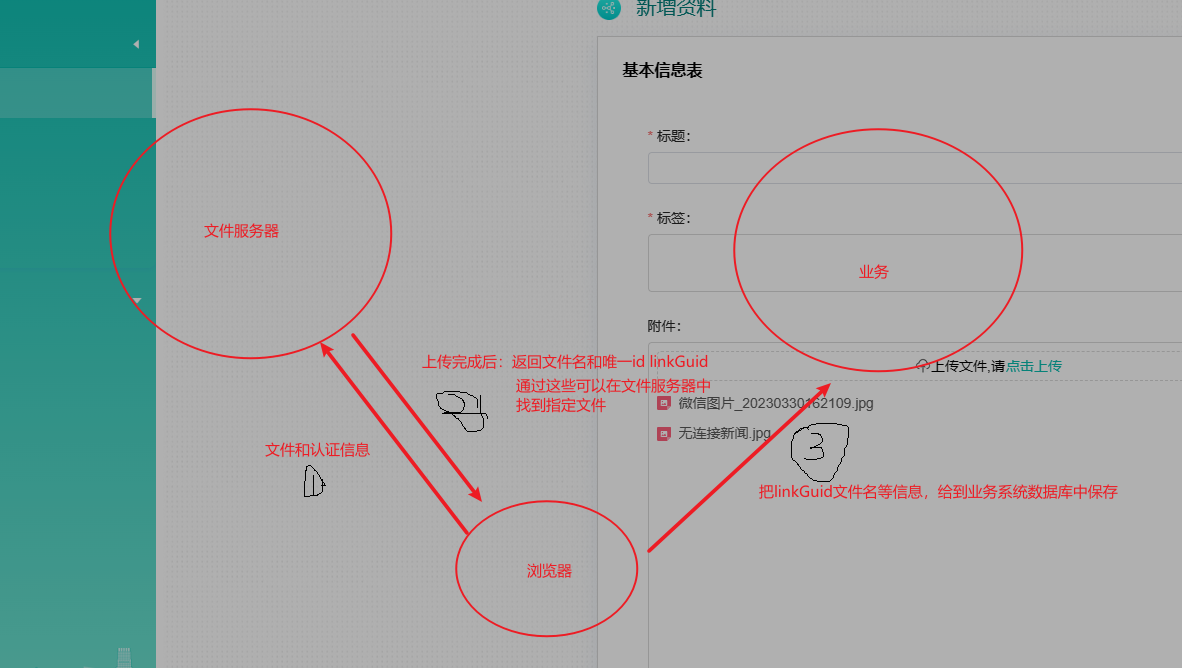 新增资料
基本信息表
* 标题:
* 标签:
文件服务器
业务
附件:
上传完成后：返回文件名和唯一id linkGuid
上传文件,请点击上传
通过这些可以在文件服务器中
找到指定文件
微信图片_20230330162109.jpg
无连接新闻.jpg
文件和认证信息
1
3
把linkGuid文件名等信息，给到业务系统数据库中保存
浏览器